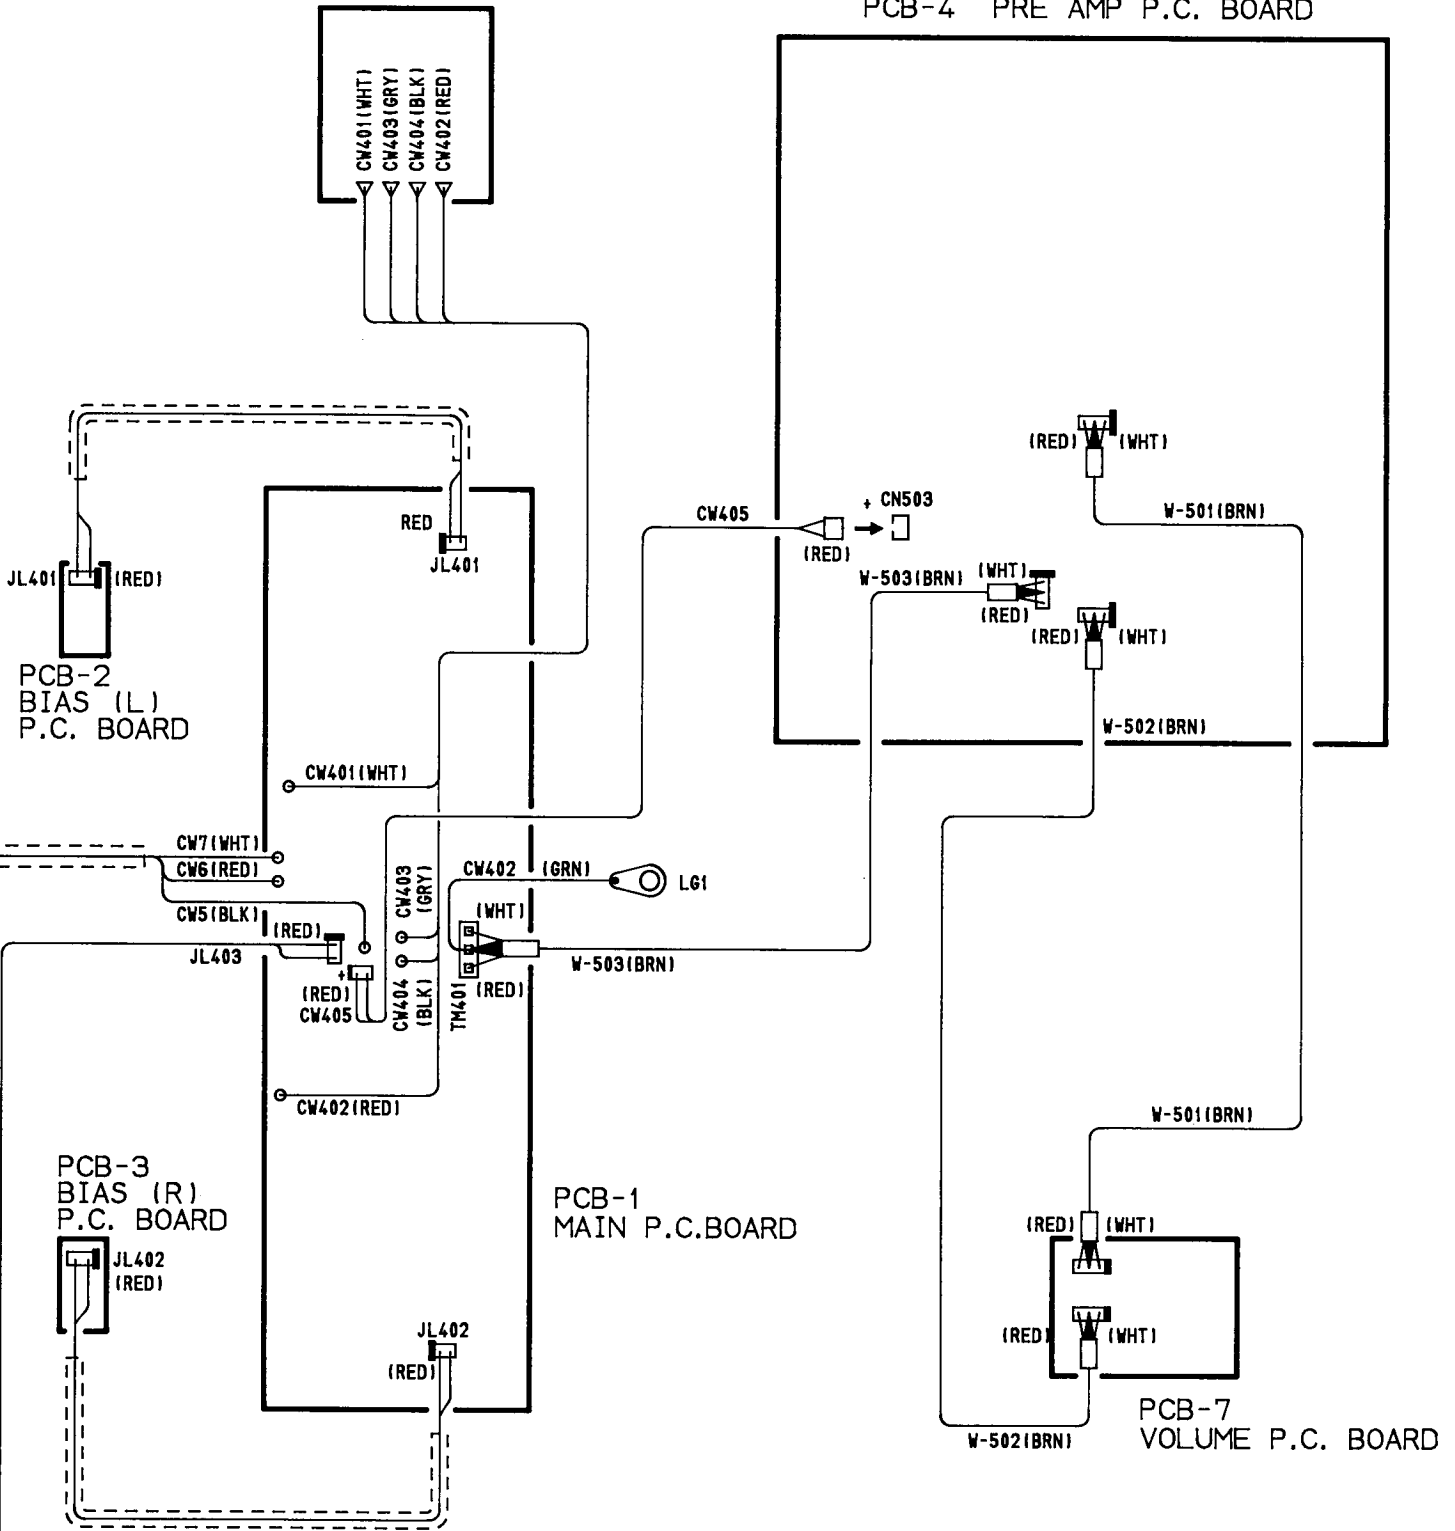 PCB-4 PRE AMP P.C. BOARD
CW401(WHT)
CW403(GRY)
CW404(BLK)
CW402(RED)
(RED)
(WHT)
W-501(BRN)
RED
JL401
CW405
+ CN503
(RED)
JL401
(RED)
W-503(BRN)
(WHT)
(RED)
(RED)
(WHT)
PCB-2
BIAS (L)
P.C. BOARD
W-502(BRN)
CW401(WHT)
CW7(WHT)
CW6(RED)
CW5(BLK)
CW403
(GRY)
CW402 (GRN)
LG1
(WHT)
(RED)
JL403
+
(RED)
CW405
CW404
(BLK)
TM401
(RED)
W-503(BRN)
CW402(RED)
W-501(BRN)
PCB-3
BIAS (R)
P.C. BOARD
PCB-1
MAIN P.C.BOARD
JL402
(RED)
(RED)
(WHT)
JL402
(RED)
(RED)
(WHT)
W-502(BRN)
PCB-7
VOLUME P.C. BOARD